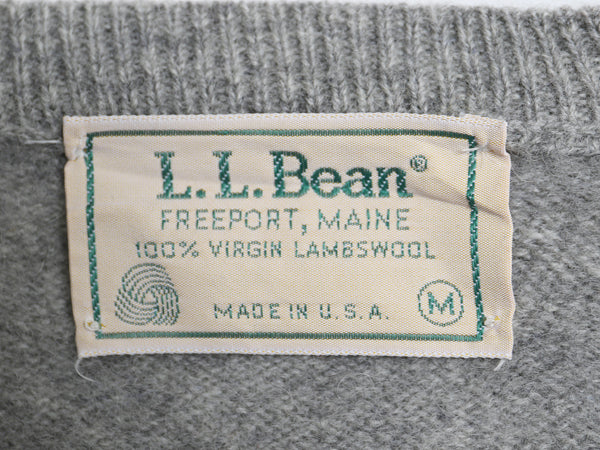 L.L.Bean®
FREEPORT, MAINE
100% VIRGIN LAMBSWOOL
MADE IN U.S.A.
M